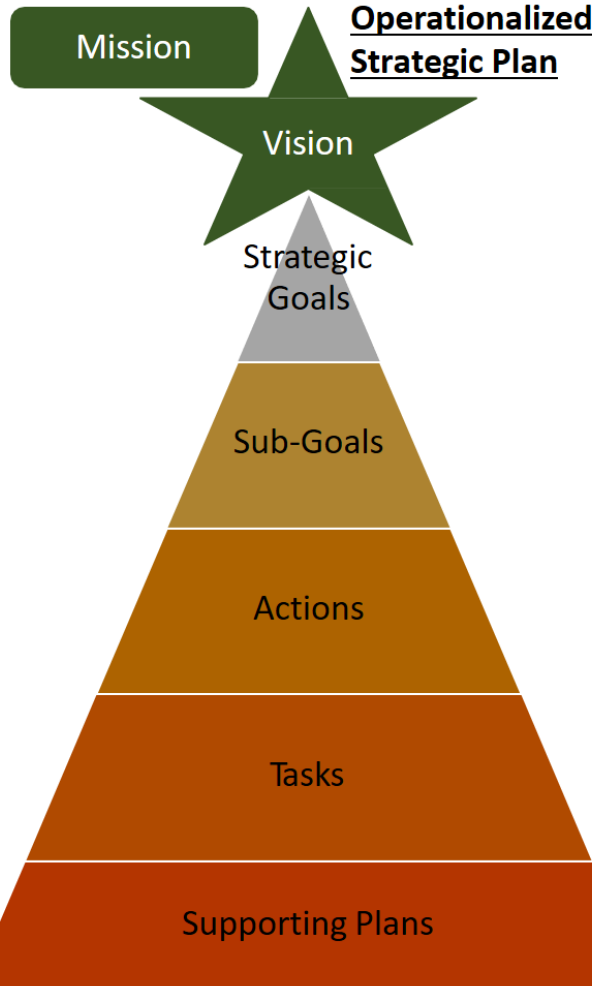 Mission
Operationalized
Strategic Plan
Vision
Strategic
Goals
Sub-Goals
Actions
Tasks
Supporting Plans